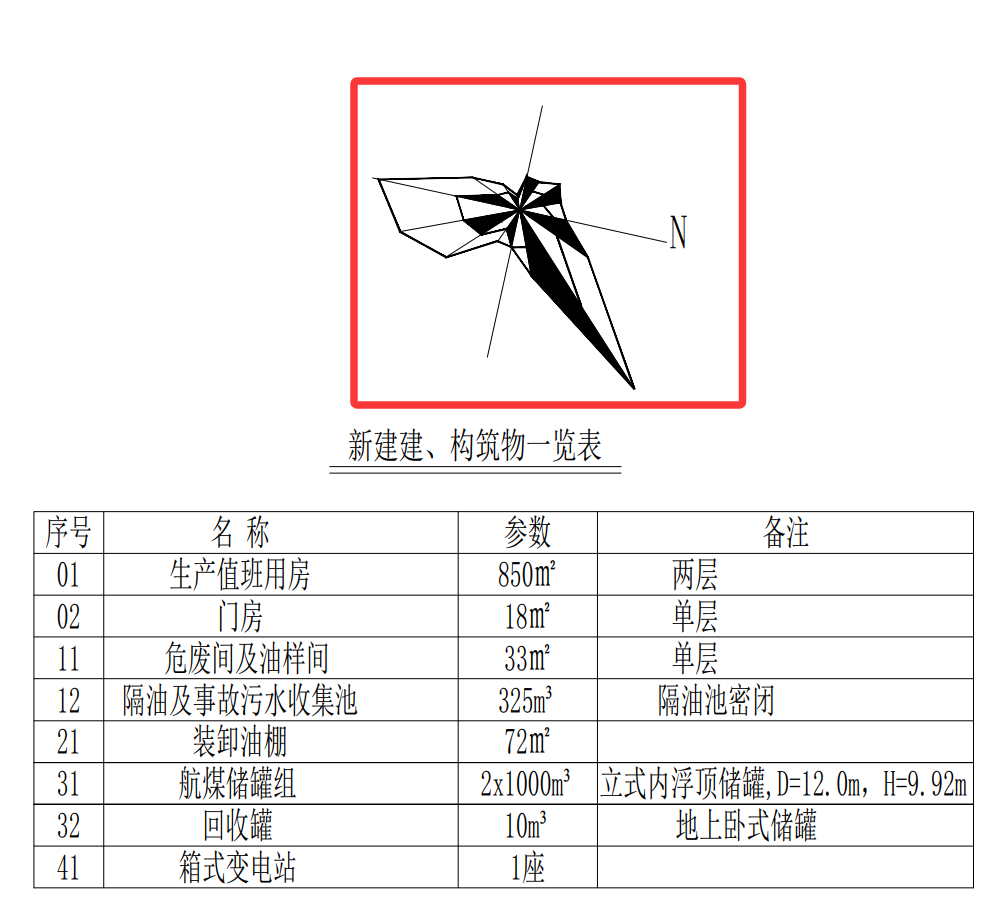 N
新建建、构筑物一览表
序号 名 称 参数 备注
01 生产值班用房 850㎡ 两层
02 门房 18㎡ 单层
11 危废间及油样间 33㎡ 单层
12 隔油及事故污水收集池 325m³ 隔油池密闭
21 装卸油棚 72㎡
31 航煤储罐组 2x1000m³ 立式内浮顶储罐,D=12.0m，H=9.92m
32 回收罐 10m³ 地上卧式储罐
41 箱式变电站 1座